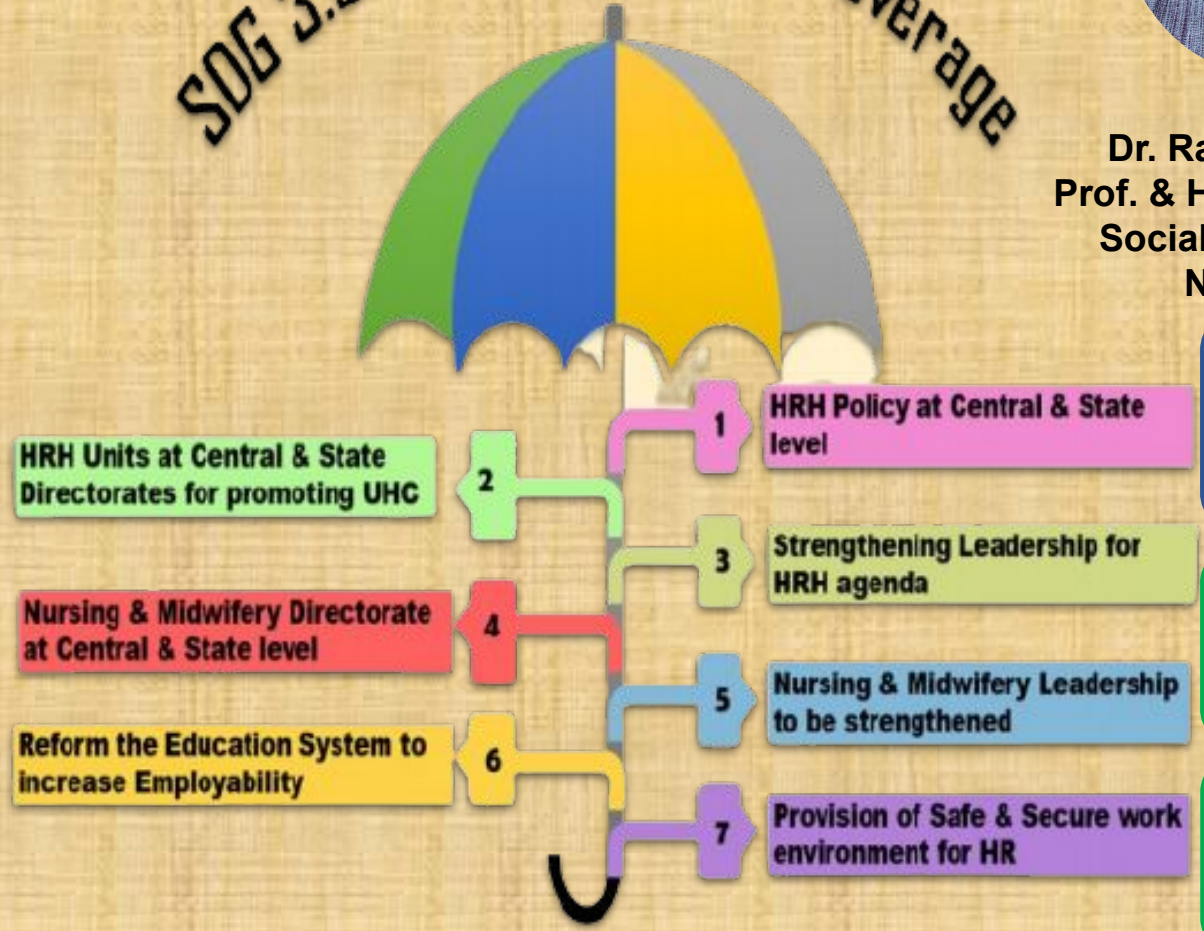 SDG
verage
Dr. Ra
Prof. & H
Social
N
1
HRH Policy at Central & State
level
2
HRH Units at Central & State
Directorates for promoting UHC
3
Strengthening Leadership for
HRH agenda
4
Nursing & Midwifery Directorate
at Central & State level
5
Nursing & Midwifery Leadership
to be strengthened
6
Reform the Education System to
increase Employability
7
Provision of Safe & Secure work
environment for HR